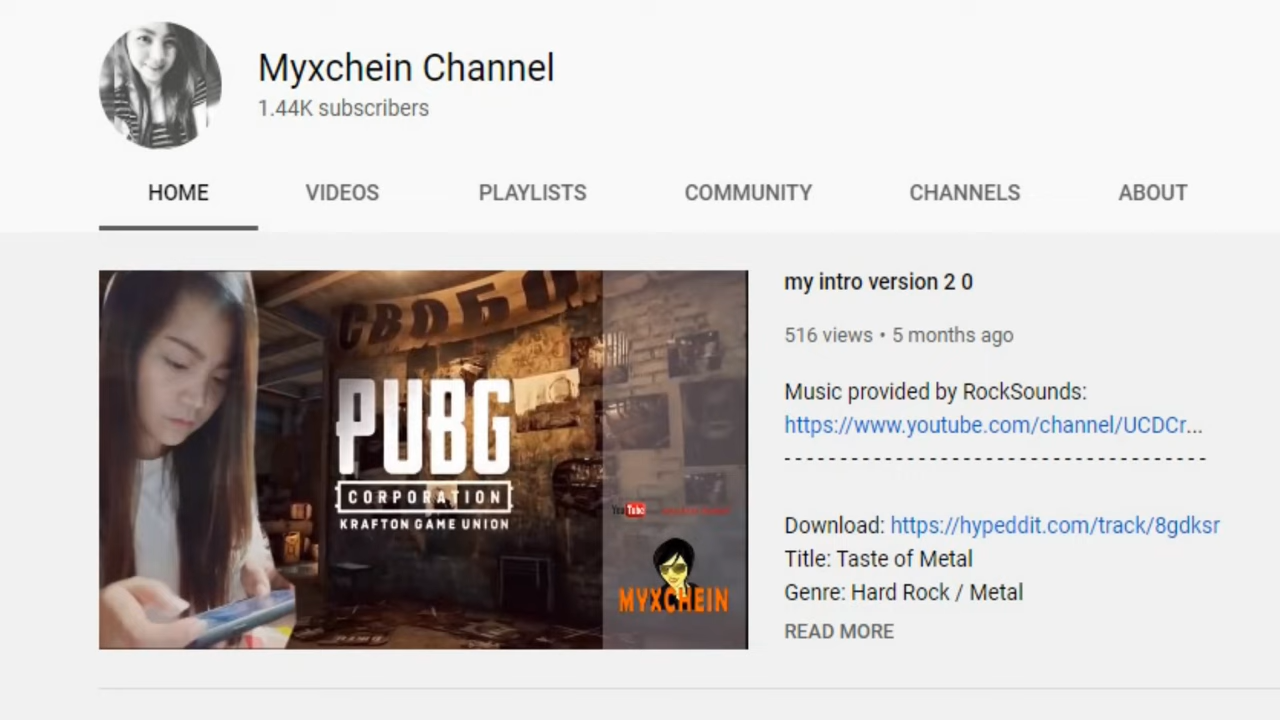 Myxchein Channel
1.44K subscribers
HOME VIDEOS PLAYLISTS COMMUNITY CHANNELS ABOUT
my intro version 2 0
516 views • 5 months ago
Music provided by RockSounds:
https://www.youtube.com/channel/UCDCr...
- - - - - - - - - - - - - - - - - - - - - - - - - - - - - - - - - - - - - -
Download: https://hypeddit.com/track/8gdksr
Title: Taste of Metal
Genre: Hard Rock / Metal
READ MORE
СВОБО
PUBG
CORPORATION
KRAFTON GAME UNION
YouTube
MYXCHEIN